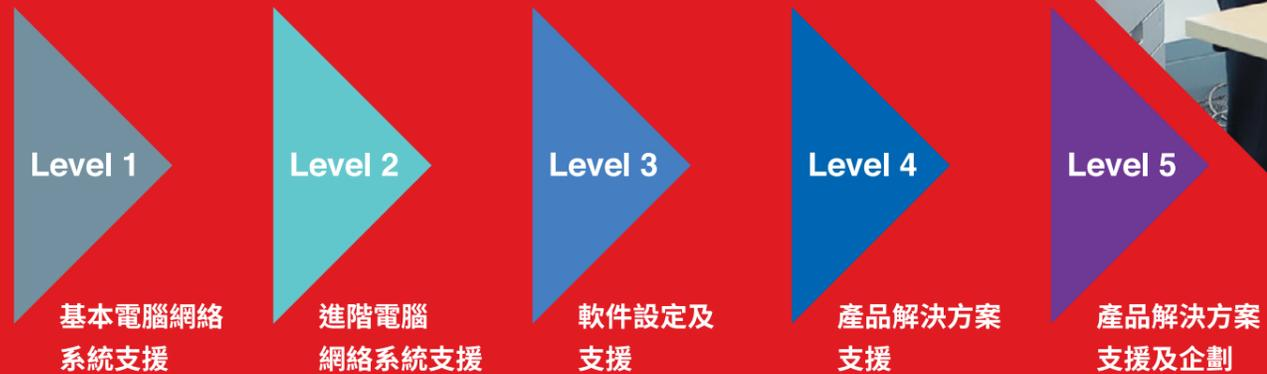 Level 1
基本電腦網絡
系統支援
Level 2
進階電腦
網絡系統支援
Level 3
軟件設定及
支援
Level 4
產品解決方案
支援
Level 5
產品解決方案
支援及企劃